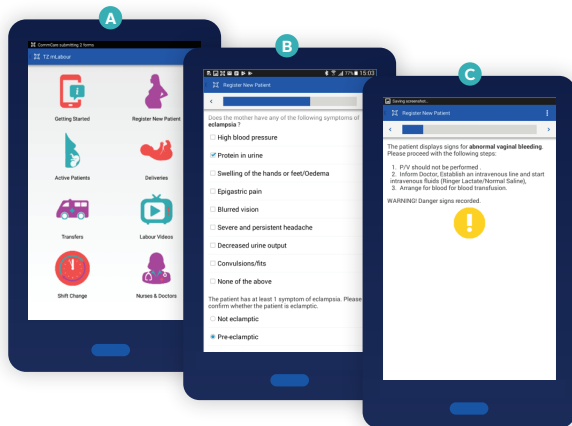 A
CommCare submitting 2 forms
TZ mLabour
Getting Started
Register New Patient
Active Patients
Deliveries
Transfers
Labour Videos
Shift Change
Nurses & Doctors
B
77% 15:03
Register New Patient
Does the mother have any of the following symptoms of
eclampsia ?
High blood pressure
Protein in urine
Swelling of the hands or feet/Oedema
Epigastric pain
Blurred vision
Severe and persistent headache
Decreased urine output
Convulsions/fits
None of the above
The patient has at least 1 symptom of eclampsia. Please
confirm whether the patient is eclamptic.
Not eclamptic
Pre-eclamptic
C
Saving screenshot...
Register New Patient
The patient displays signs for abnormal vaginal bleeding.
Please proceed with the following steps:
1. P/V should not be performed .
2. Inform Doctor, Establish an intravenous line and start
intravenous fluids (Ringer Lactate/Normal Saline),
3. Arrange for blood for blood transfusion.
WARNING! Danger signs recorded.
!